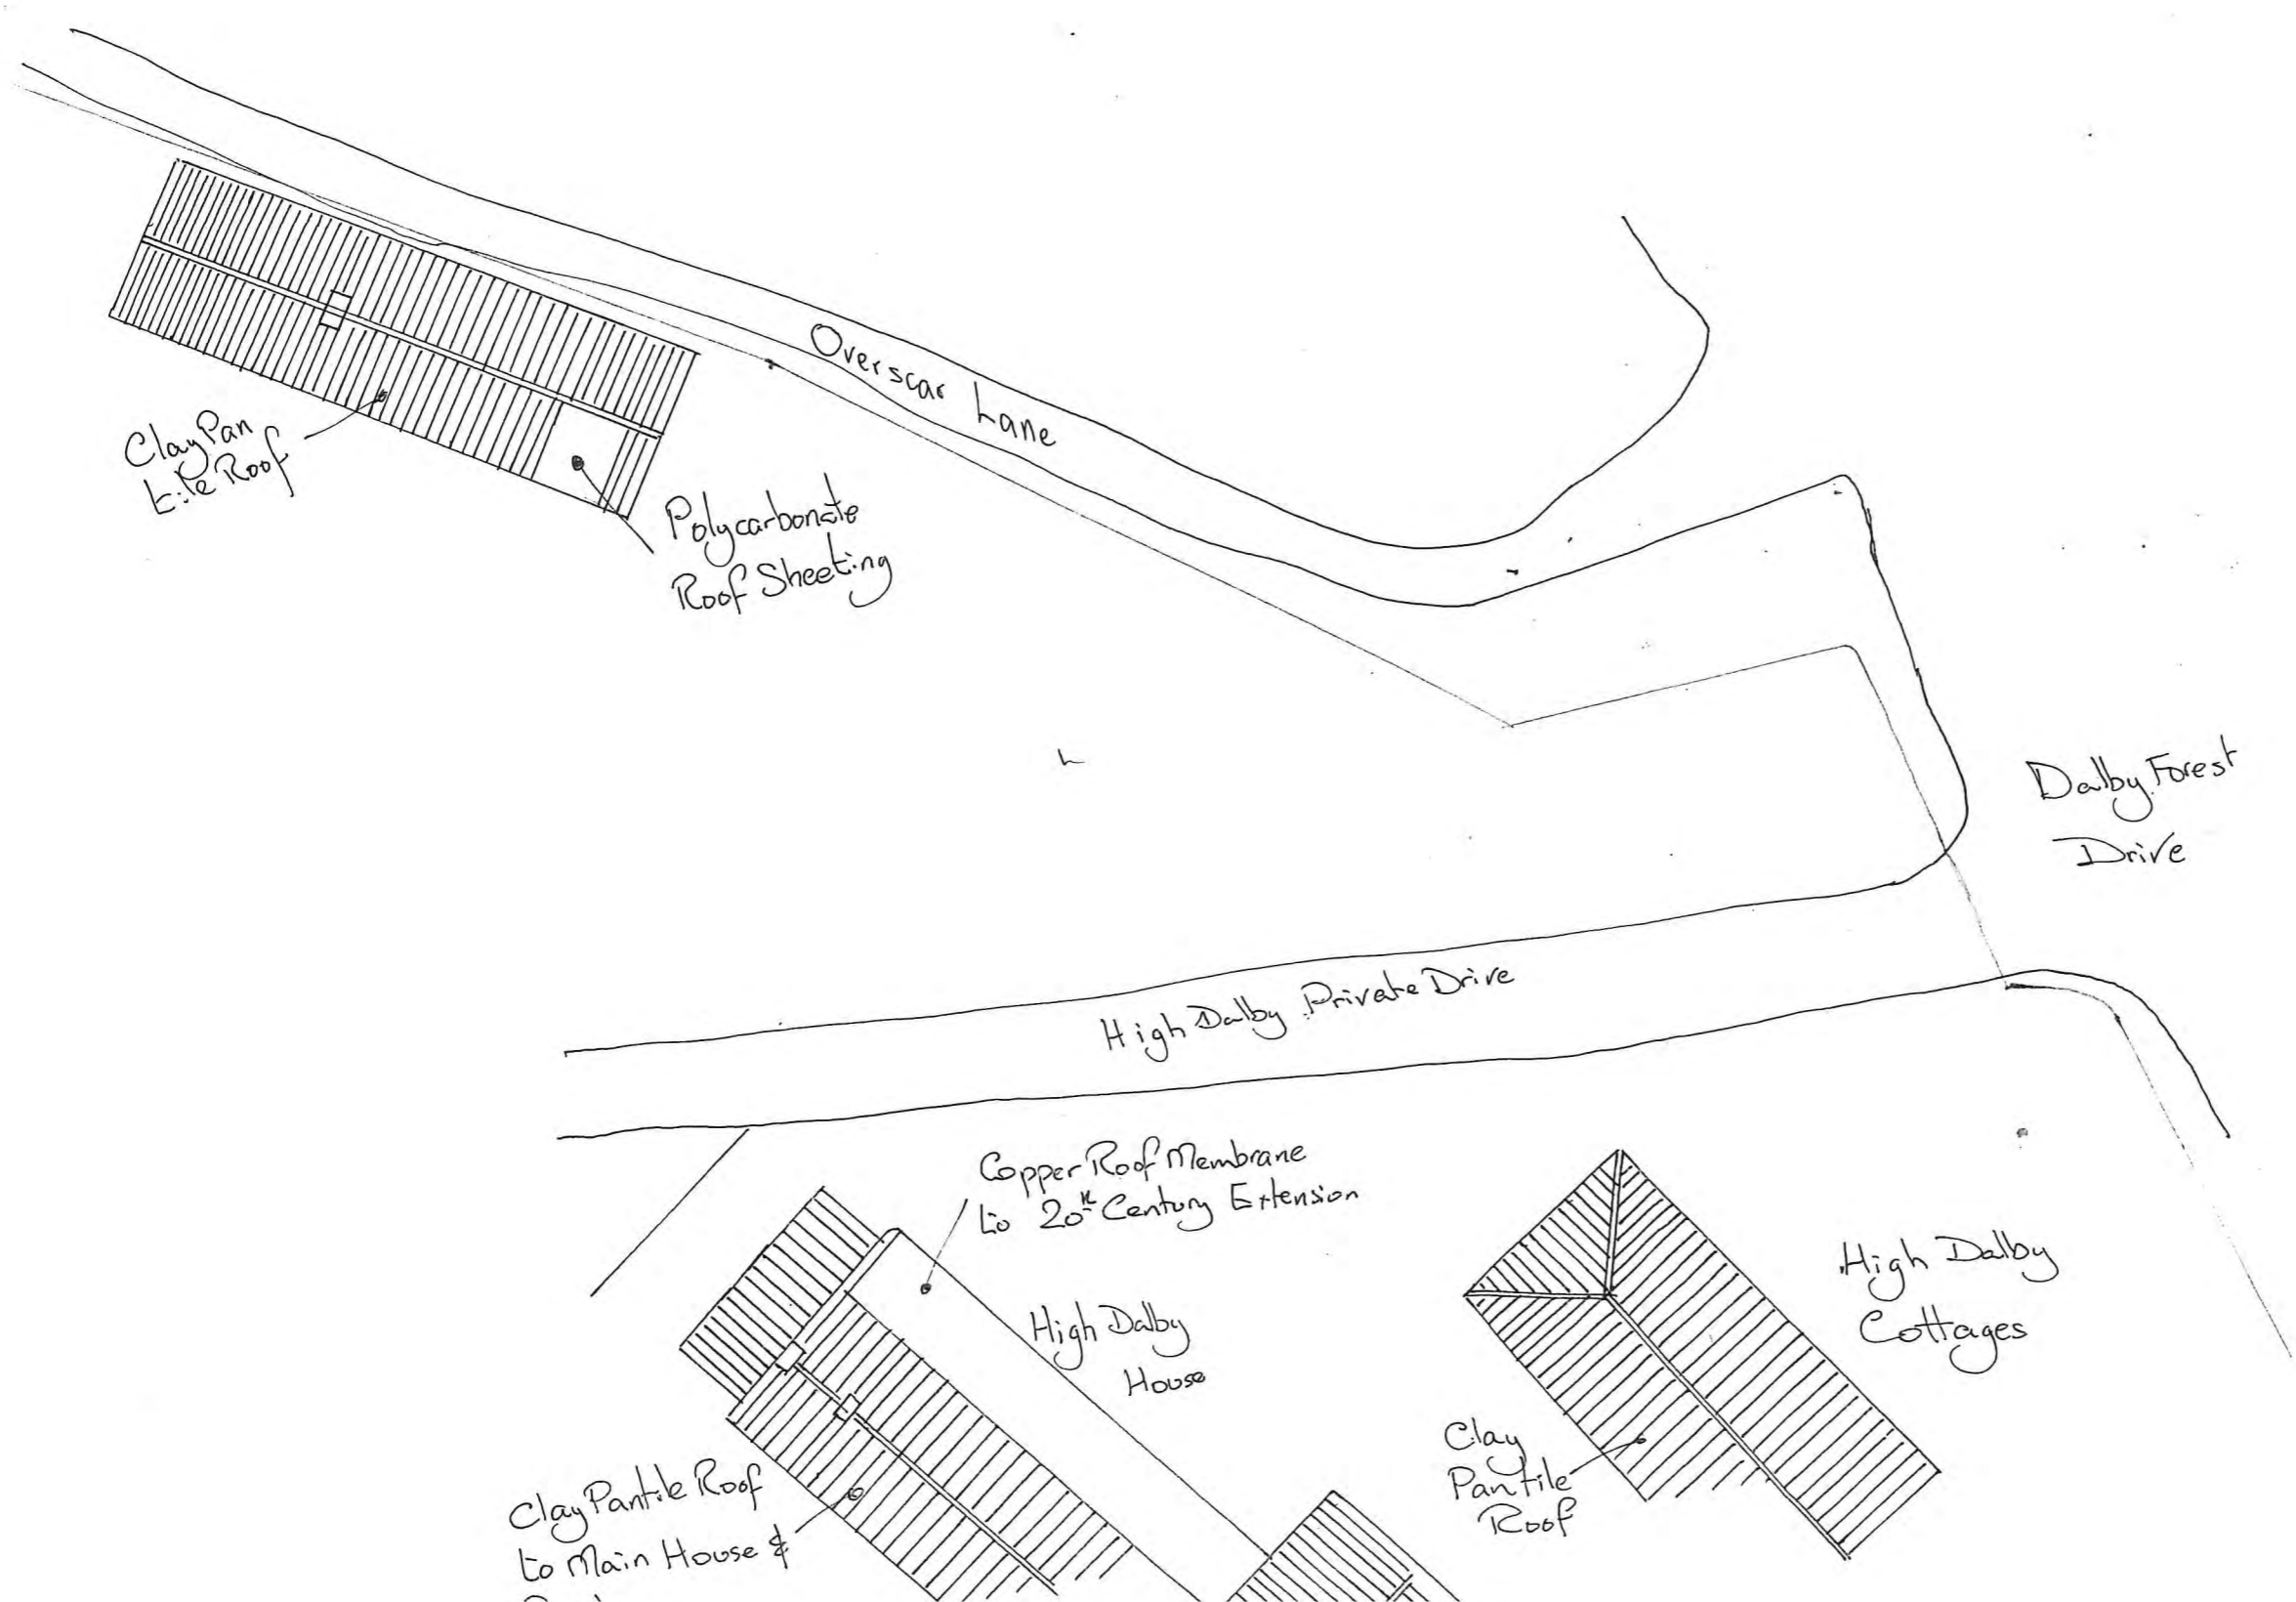 Overscar Lane
Clay Pan
tile Roof
Polycarbonate
Roof Sheeting
Dalby Forest
Drive
High Dalby Private Drive
Copper Roof Membrane
to 20th Century Extension
High Dalby
House
High Dalby
Cottages
Clay
Pantile
Roof
Clay Pantile Roof
to Main House &